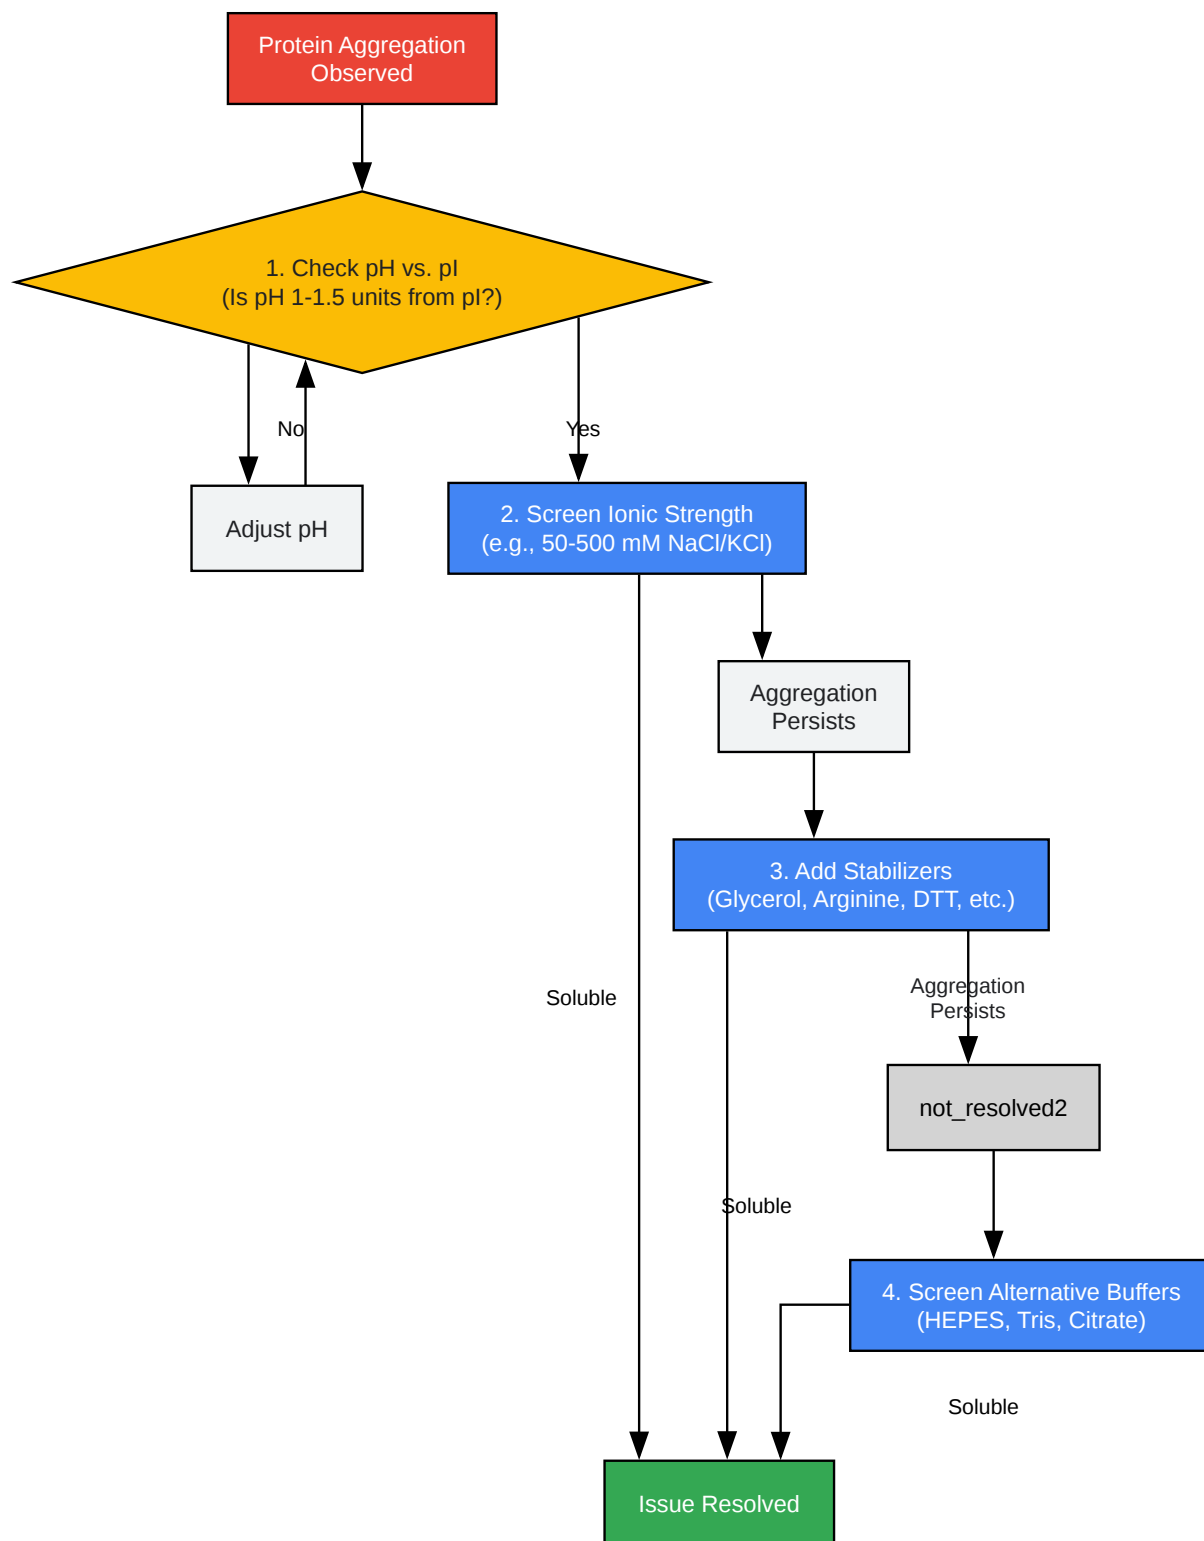 Protein Aggregation
Observed
1. Check pH vs. pI
(Is pH 1-1.5 units from pI?)
No
Yes
Adjust pH
2. Screen Ionic Strength
(e.g., 50-500 mM NaCl/KCl)
Aggregation
Persists
3. Add Stabilizers
(Glycerol, Arginine, DTT, etc.)
Soluble
Aggregation
Persists
not_resolved2
Soluble
4. Screen Alternative Buffers
(HEPES, Tris, Citrate)
Soluble
Issue Resolved